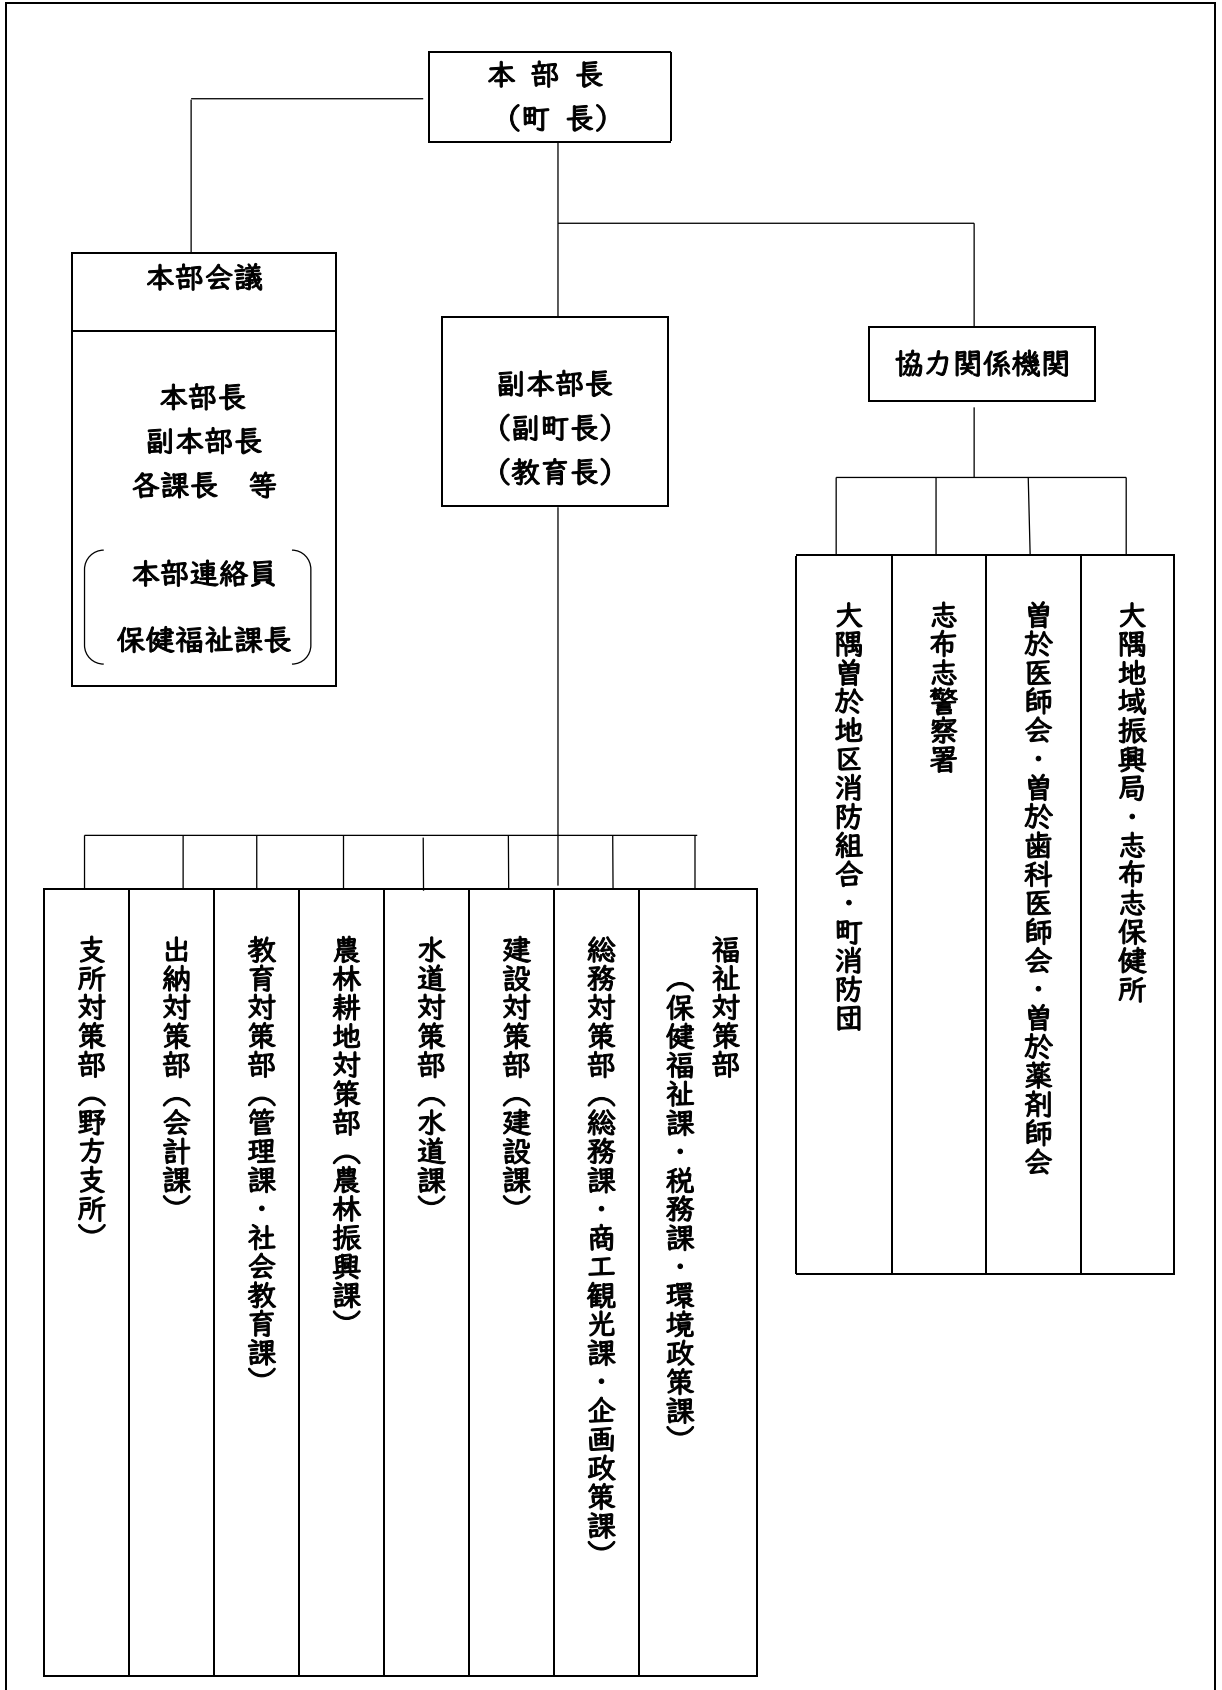 本 部 長
（町 長）
本部会議
本部長
副本部長
各課長　等
本部連絡員
保健福祉課長
副本部長
（副町長）
（教育長）
協力関係機関
大隅地域振興局・志布志保健所
曽於医師会・曽於歯科医師会・曽於薬剤師会
志布志警察署
大隅曽於地区消防組合・町消防団
福祉対策部
（保健福祉課・税務課・環境政策課）
総務対策部（総務課・商工観光課・企画政策課）
建設対策部（建設課）
水道対策部（水道課）
農林耕地対策部（農林振興課）
教育対策部（管理課・社会教育課）
出納対策部（会計課）
支所対策部（野方支所）